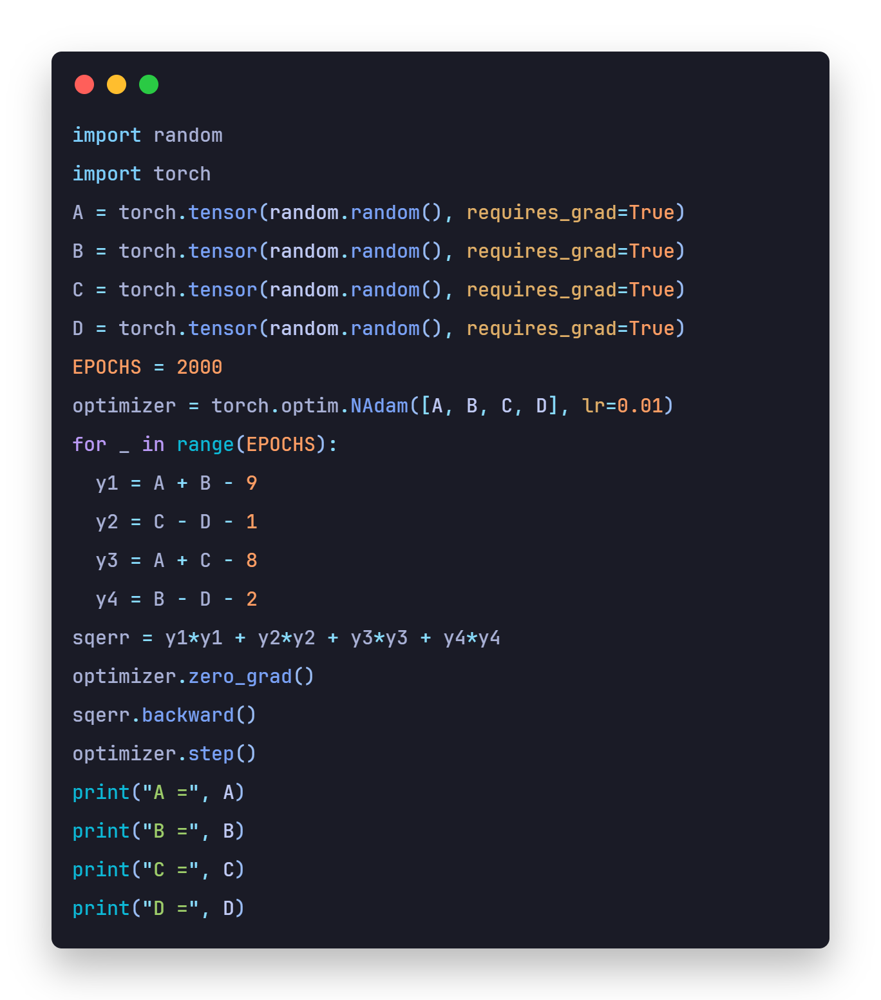 import random
import torch
A = torch.tensor(random.random(), requires_grad=True)
B = torch.tensor(random.random(), requires_grad=True)
C = torch.tensor(random.random(), requires_grad=True)
D = torch.tensor(random.random(), requires_grad=True)
EPOCHS = 2000
optimizer = torch.optim.NAdam([A, B, C, D], lr=0.01)
for _ in range(EPOCHS):
  y1 = A + B - 9
  y2 = C - D - 1
  y3 = A + C - 8
  y4 = B - D - 2
sqerr = y1*y1 + y2*y2 + y3*y3 + y4*y4
optimizer.zero_grad()
sqerr.backward()
optimizer.step()
print("A =", A)
print("B =", B)
print("C =", C)
print("D =", D)